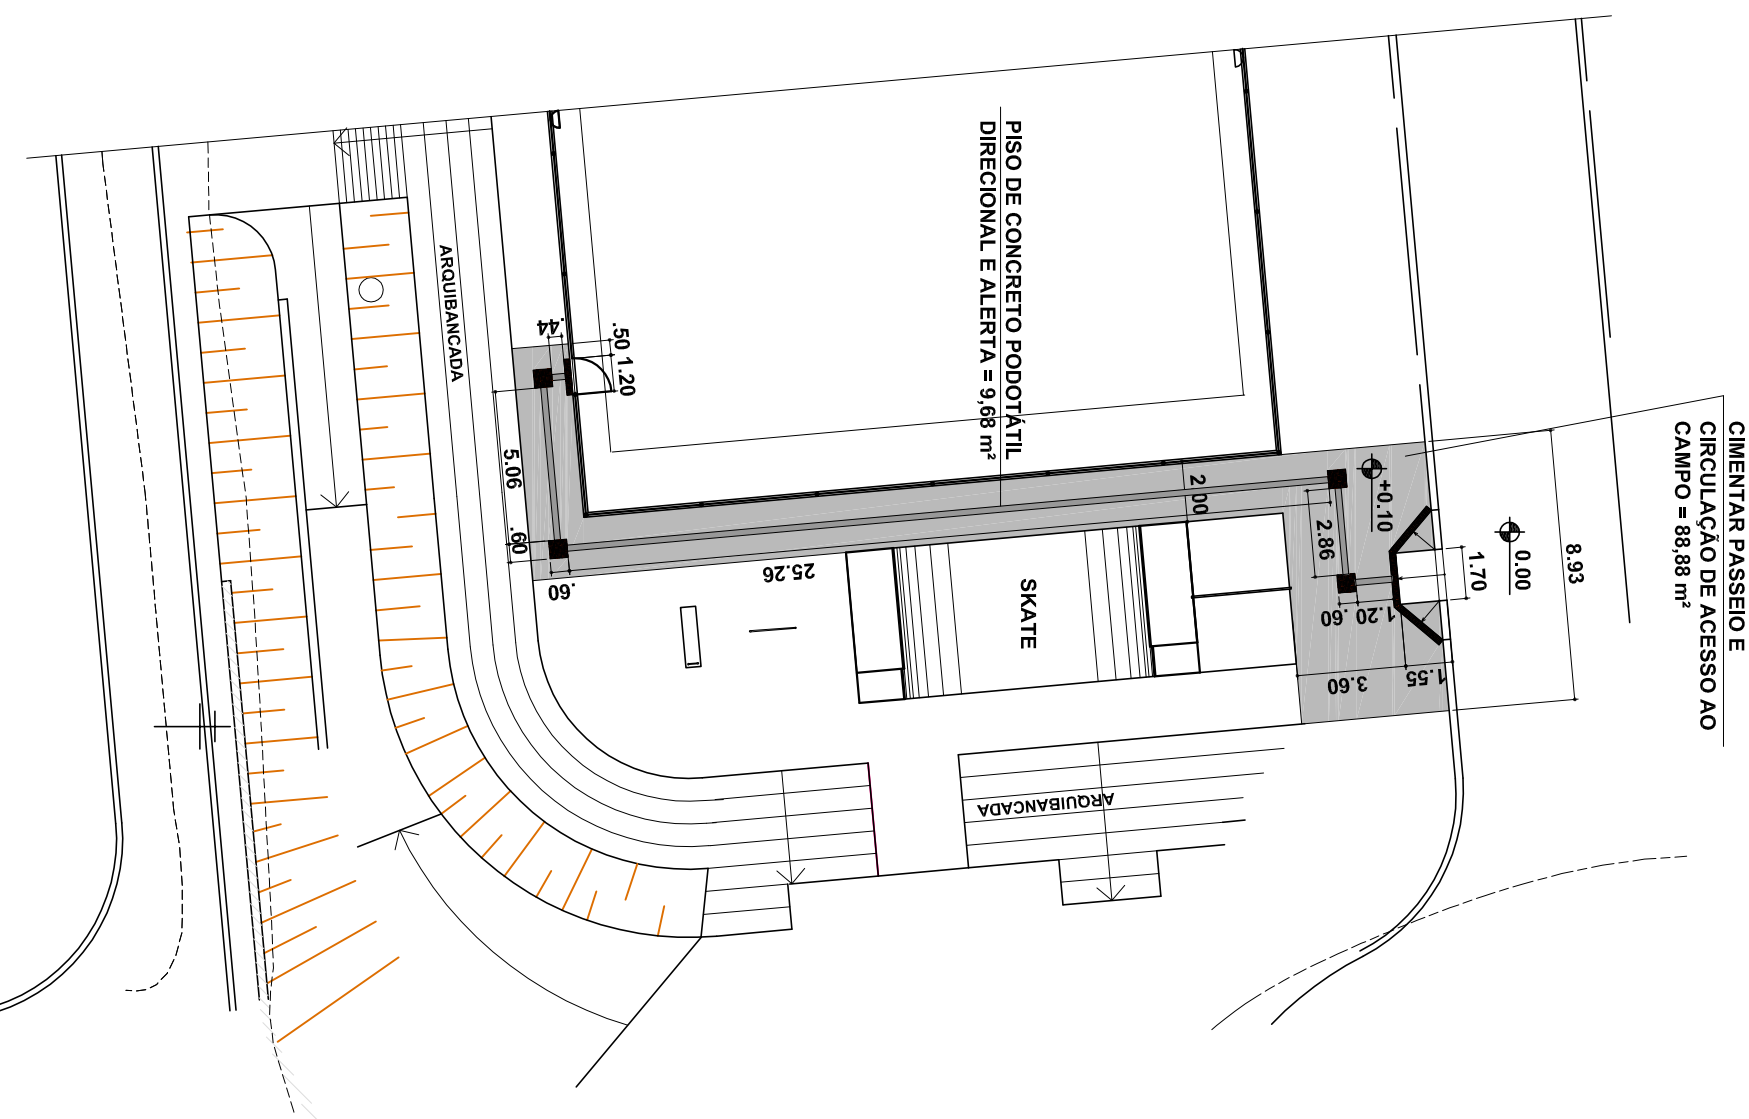 PISO DE CONCRETO PODOTÁTIL
DIRECIONAL E ALERTA = 9,68 m²
CIMENTAR PASSEIO E
CIRCULAÇÃO DE ACESSO AO
CAMPO = 88,88 m²
ARQUIBANCADA
.44
.50
1.20
5.06
.60
.60
25.26
2.00
SKATE
+0.10
2.86
0.00
1.70
8.93
.60
1.20
3.60
1.55
ARQUIBANCADA